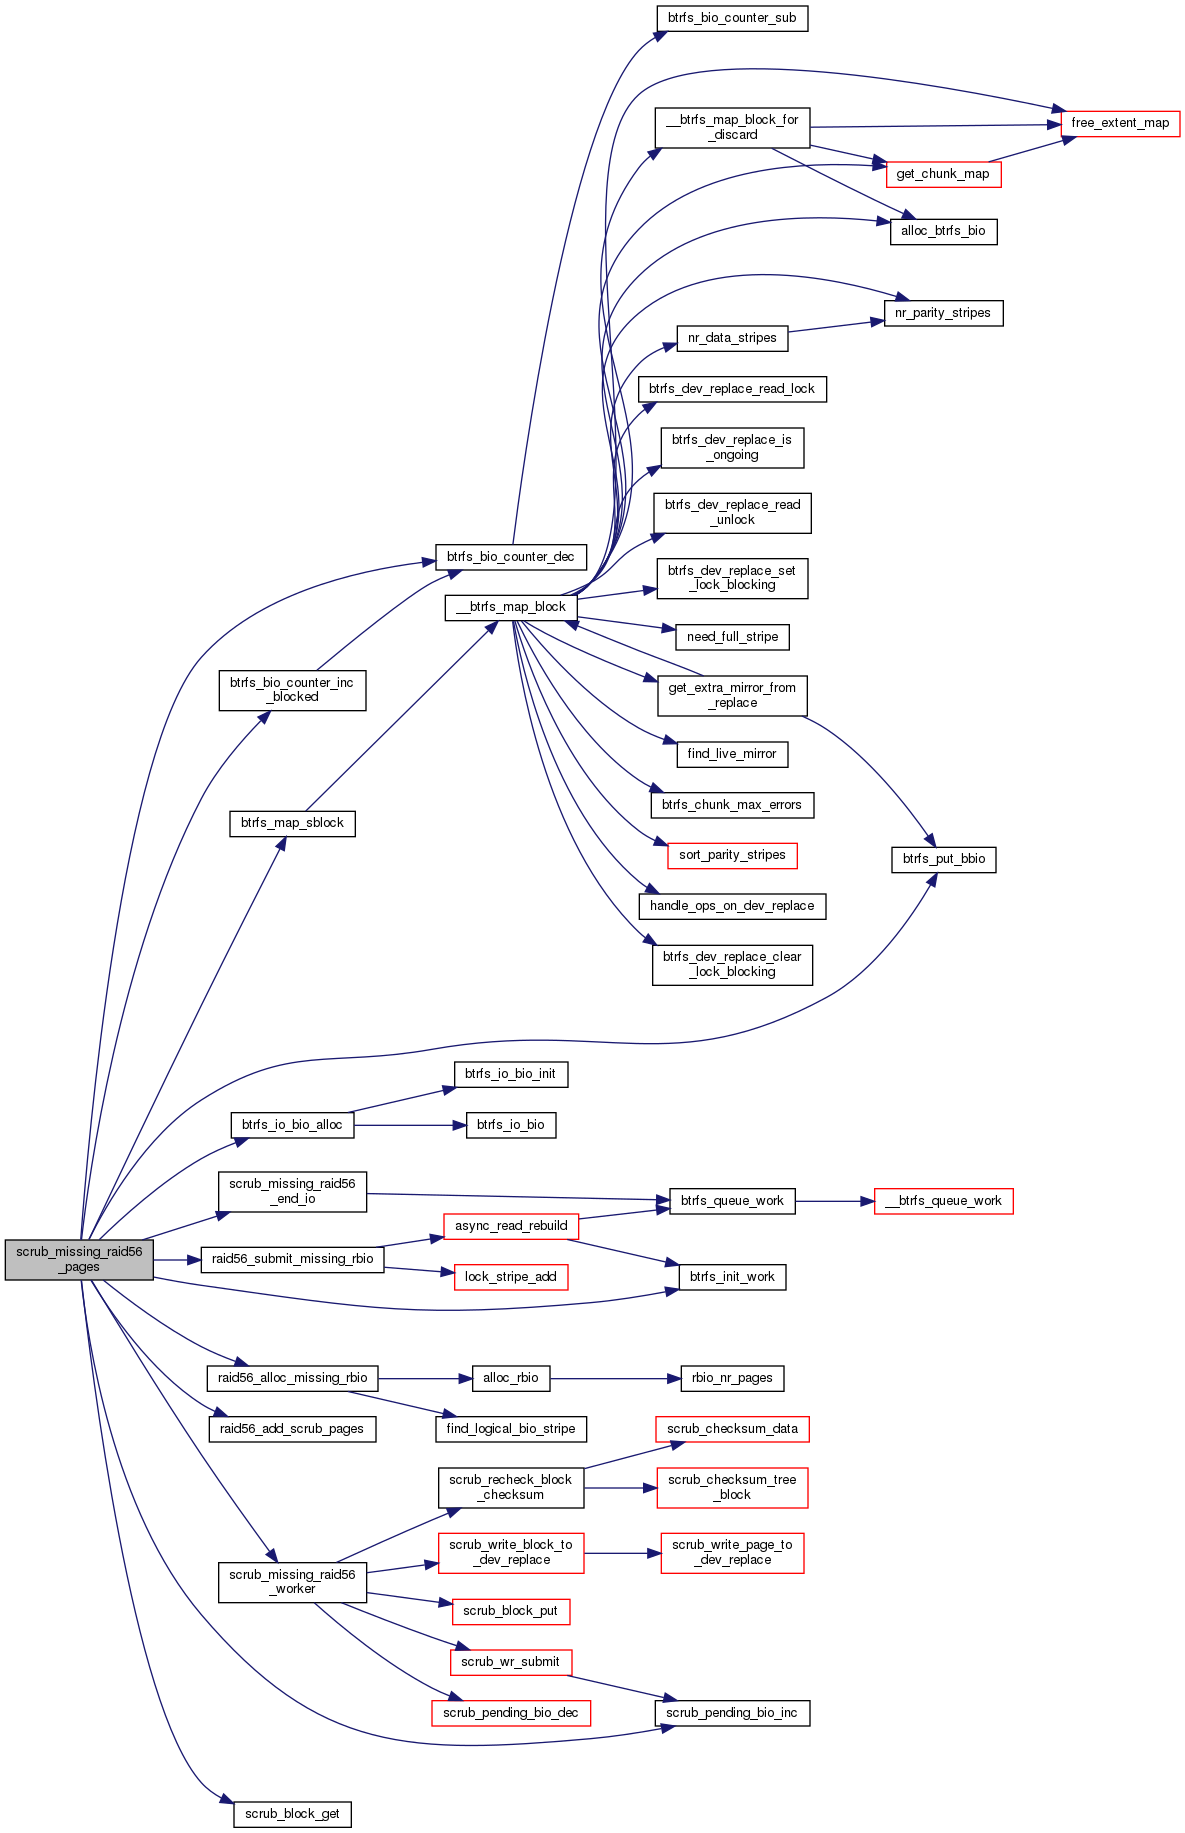 btrfs_bio_counter_sub
__btrfs_map_block_for
_discard
free_extent_map
get_chunk_map
alloc_btrfs_bio
nr_parity_stripes
nr_data_stripes
btrfs_dev_replace_read_lock
btrfs_dev_replace_is
_ongoing
btrfs_dev_replace_read
_unlock
btrfs_bio_counter_dec
btrfs_dev_replace_set
_lock_blocking
__btrfs_map_block
need_full_stripe
btrfs_bio_counter_inc
_blocked
get_extra_mirror_from
_replace
find_live_mirror
btrfs_chunk_max_errors
btrfs_map_sblock
sort_parity_stripes
btrfs_put_bbio
handle_ops_on_dev_replace
btrfs_dev_replace_clear
_lock_blocking
btrfs_io_bio_init
btrfs_io_bio_alloc
btrfs_io_bio
scrub_missing_raid56
_end_io
btrfs_queue_work
__btrfs_queue_work
async_read_rebuild
scrub_missing_raid56
_pages
raid56_submit_missing_rbio
lock_stripe_add
btrfs_init_work
raid56_alloc_missing_rbio
alloc_rbio
rbio_nr_pages
raid56_add_scrub_pages
find_logical_bio_stripe
scrub_checksum_data
scrub_recheck_block
_checksum
scrub_checksum_tree
_block
scrub_write_block_to
_dev_replace
scrub_write_page_to
_dev_replace
scrub_missing_raid56
_worker
scrub_block_put
scrub_wr_submit
scrub_pending_bio_dec
scrub_pending_bio_inc
scrub_block_get